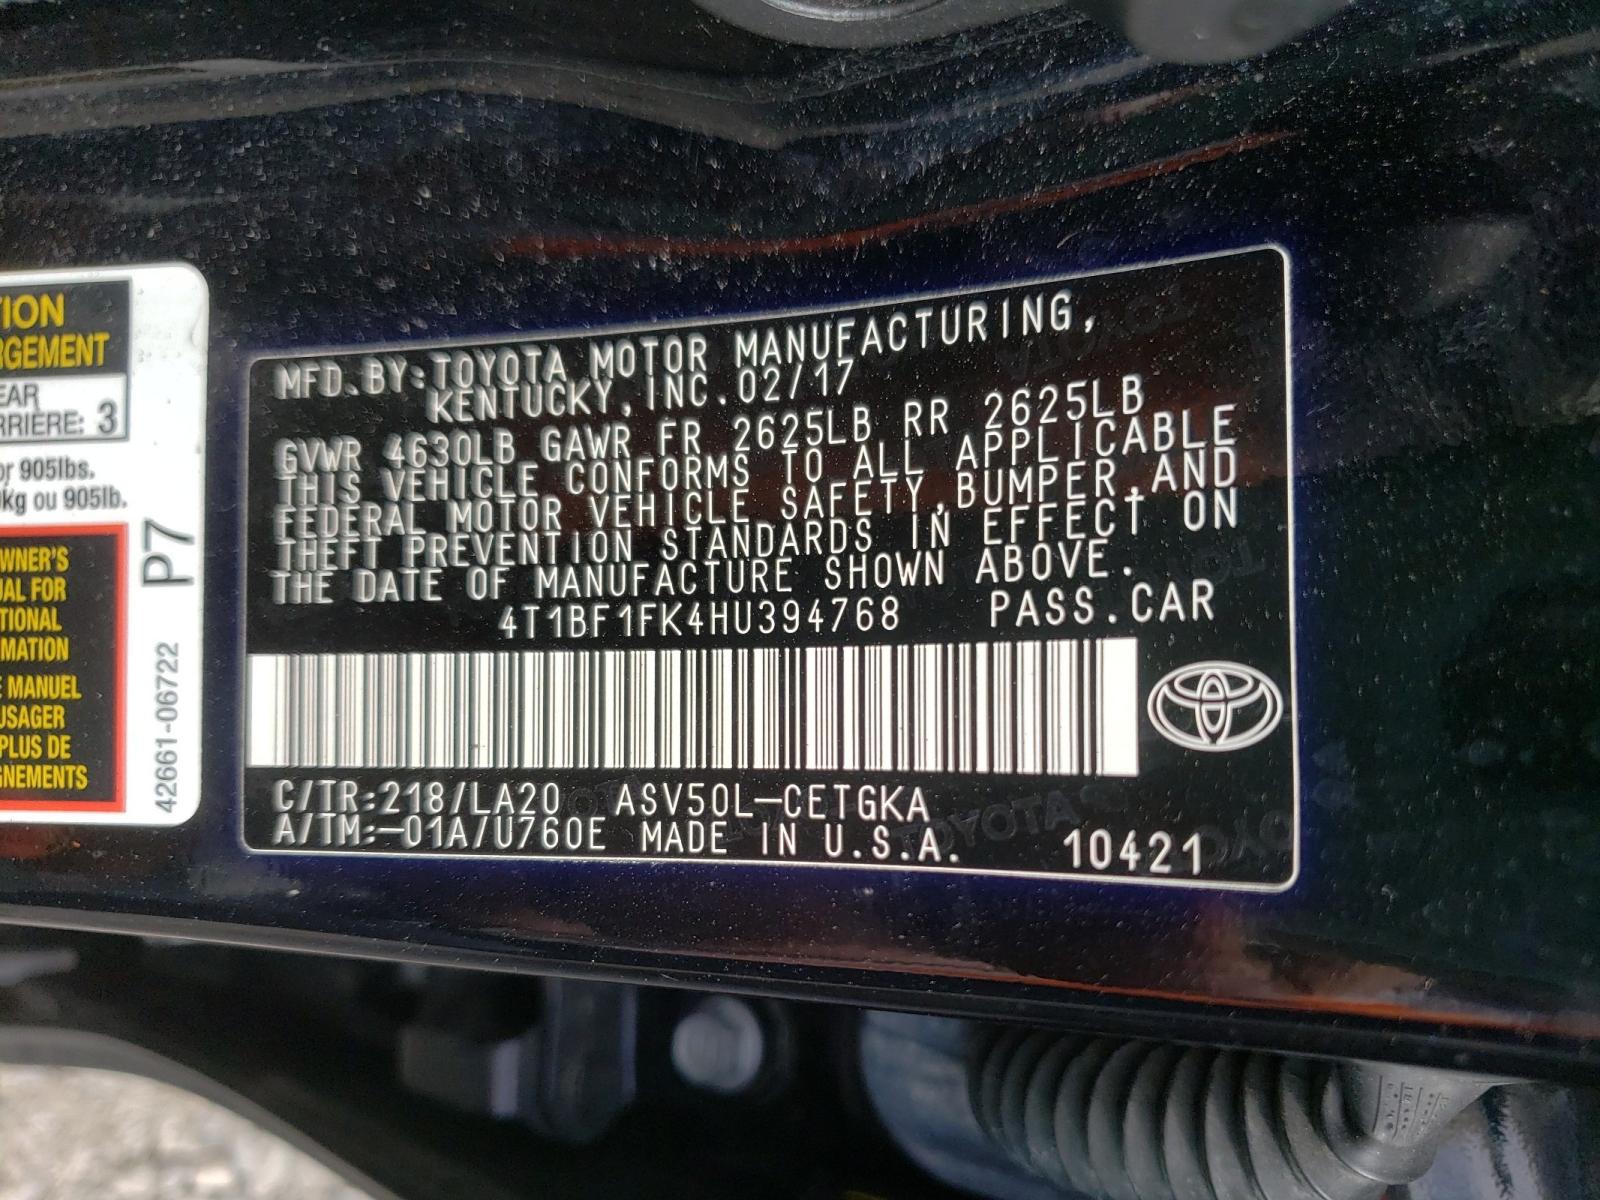 TION
RGEMENT
EAR
RRIERE: 3
or 905lbs.
0kg ou 905lb.
WNER'S
UAL FOR
TIONAL
MATION
E MANUEL
USAGER
PLUS DE
GNEMENTS
P7
42661-06722
MFD.BY:TOYOTA MOTOR MANUFACTURING,
KENTUCKY,INC.02/17
GVWR 4630LB GAWR FR 2625LB RR 2625LB
THIS VEHICLE CONFORMS TO ALL APPLICABLE
FEDERAL MOTOR VEHICLE SAFETY,BUMPER,AND
THEFT PREVENTION STANDARDS IN EFFECT ON
THE DATE OF MANUFACTURE SHOWN ABOVE.
4T1BF1FK4HU394768 PASS.CAR
C/TR:218/LA20 ASV50L-CETGKA
A/TM:-01A/U760E MADE IN U.S.A. 10421
TOYOTA